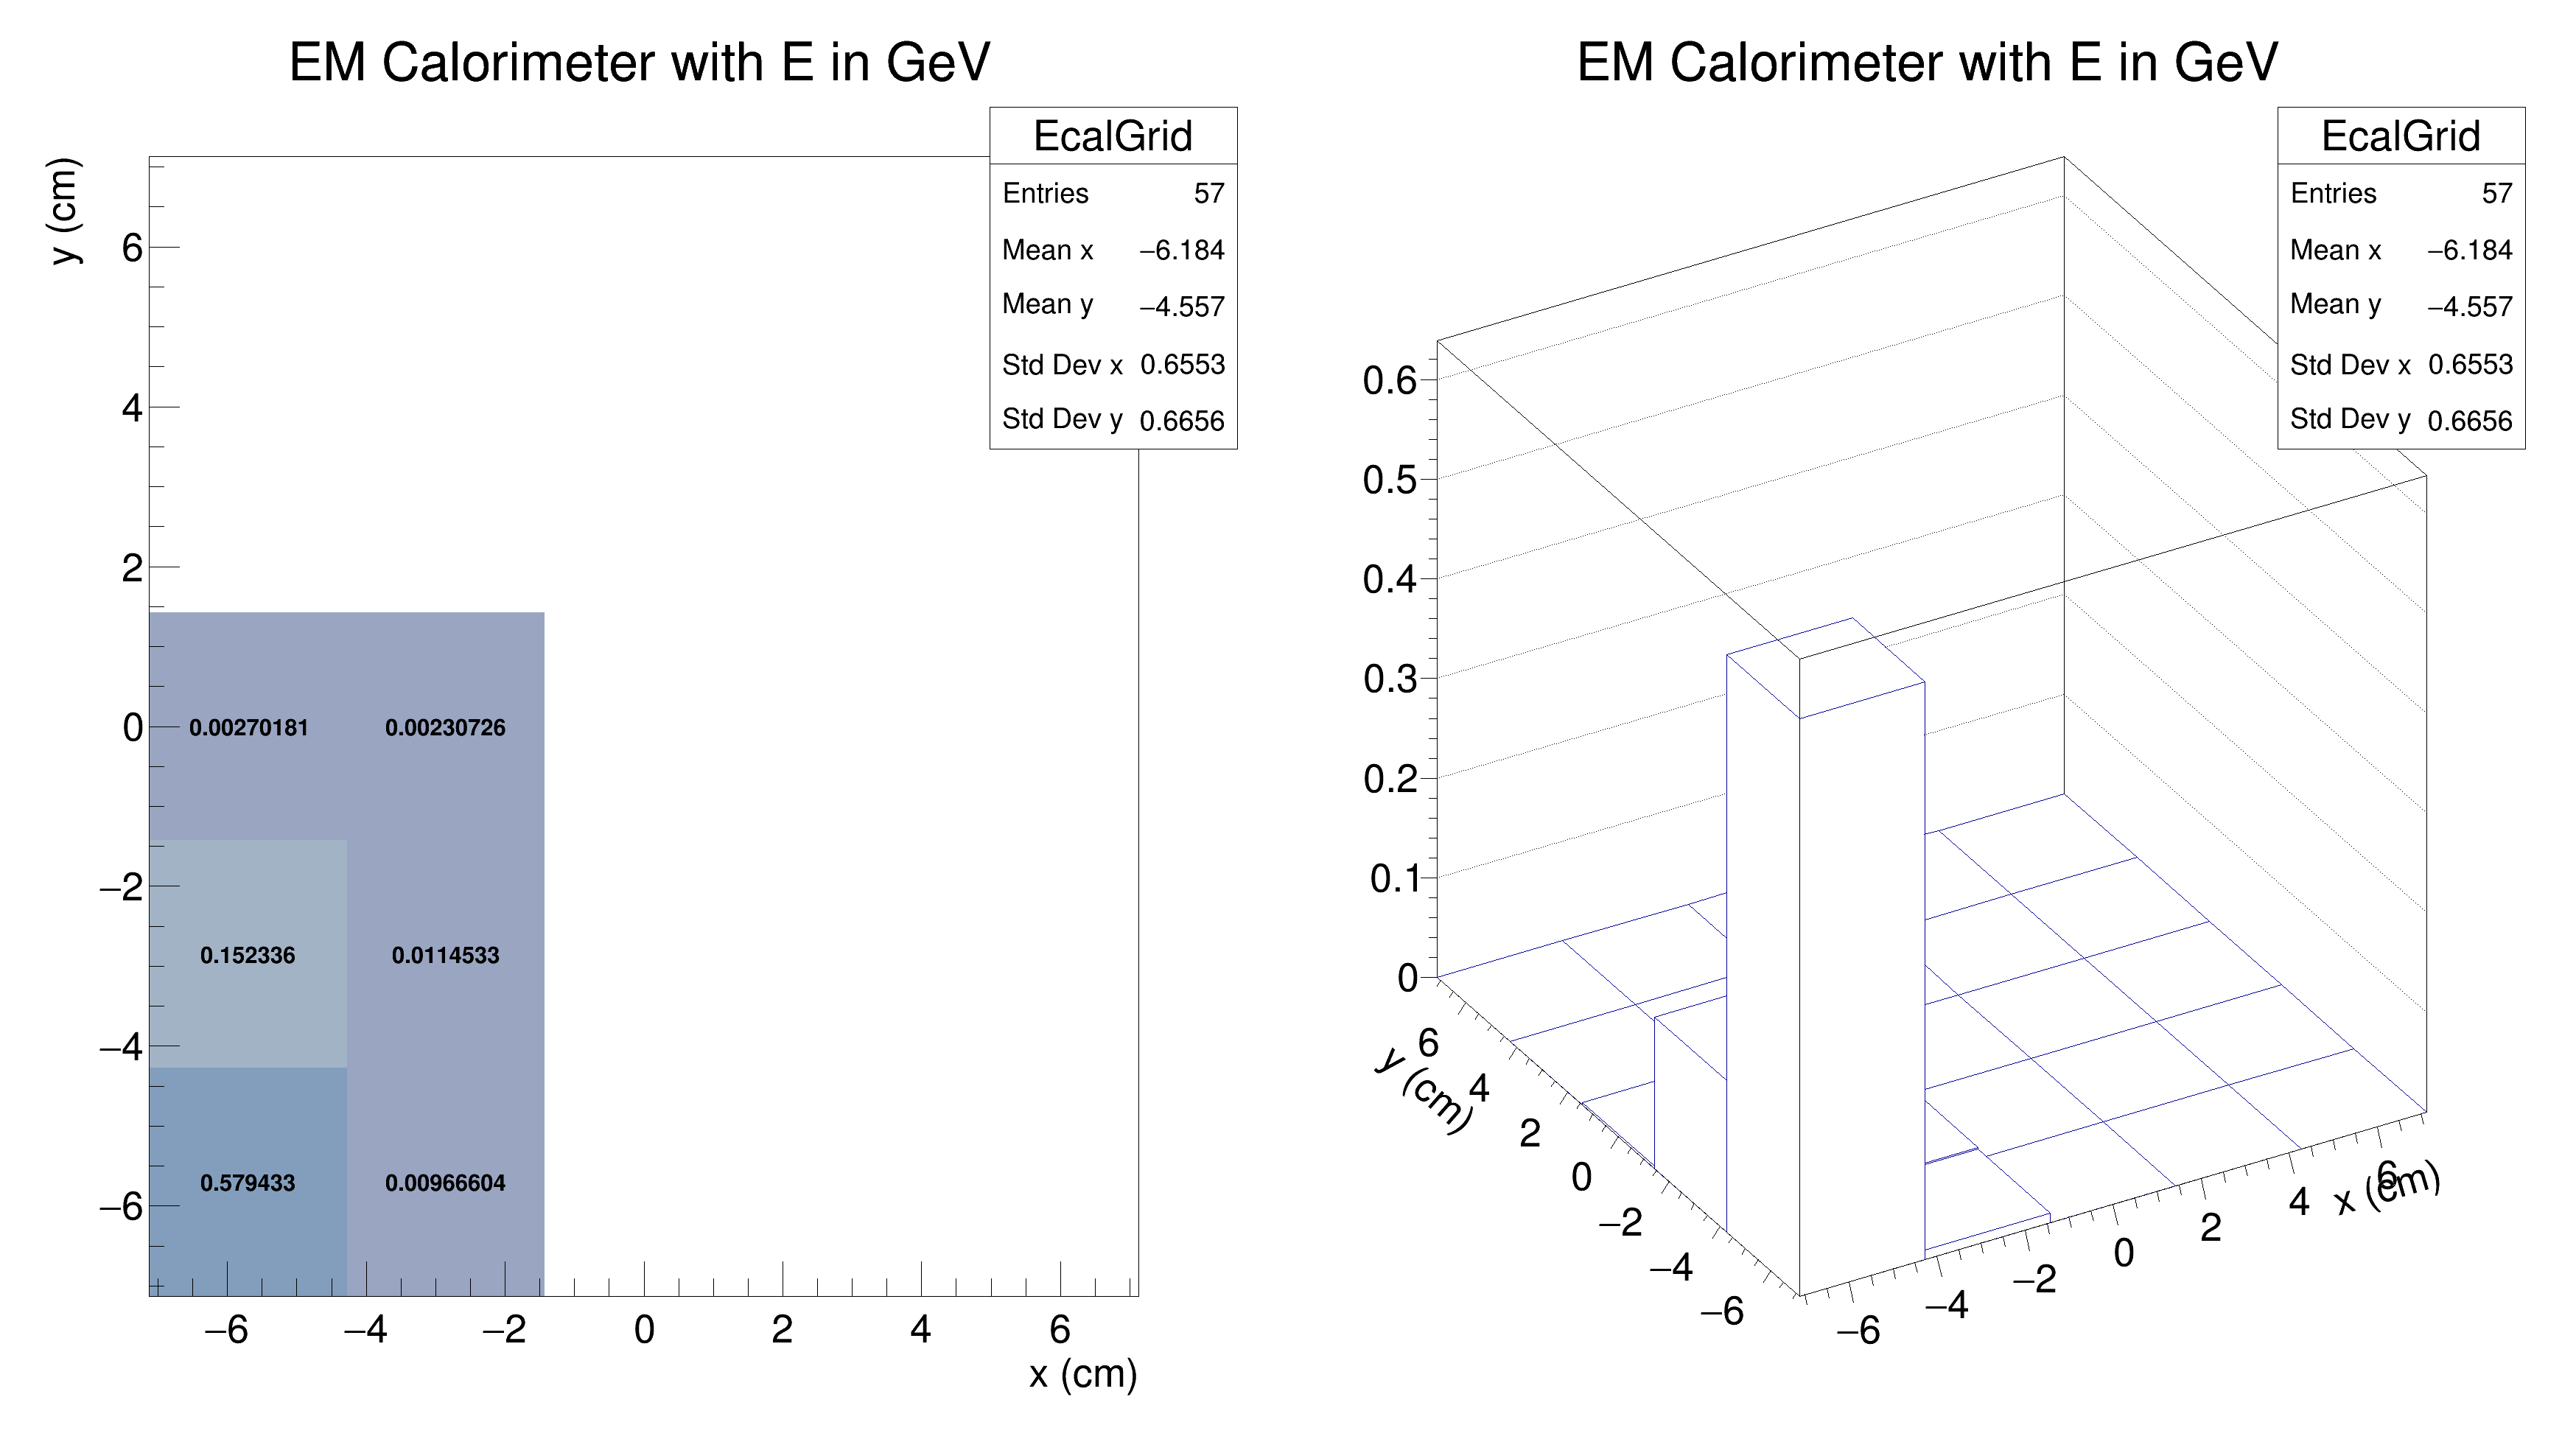 EM Calorimeter with E in GeV
EcalGrid
Entries 57
Mean x −6.184
Mean y −4.557
Std Dev x 0.6553
Std Dev y 0.6656
y (cm)
6
4
2
0
−2
−4
−6
0.00270181 0.00230726
0.152336 0.0114533
0.579433 0.00966604
−6 −4 −2 0 2 4 6
x (cm)
EM Calorimeter with E in GeV
EcalGrid
Entries 57
Mean x −6.184
Mean y −4.557
Std Dev x 0.6553
Std Dev y 0.6656
0.6
0.5
0.4
0.3
0.2
0.1
0
y (cm)
6
4
2
0
−2
−4
−6
−6 −4 −2 0 2 4 6
x (cm)